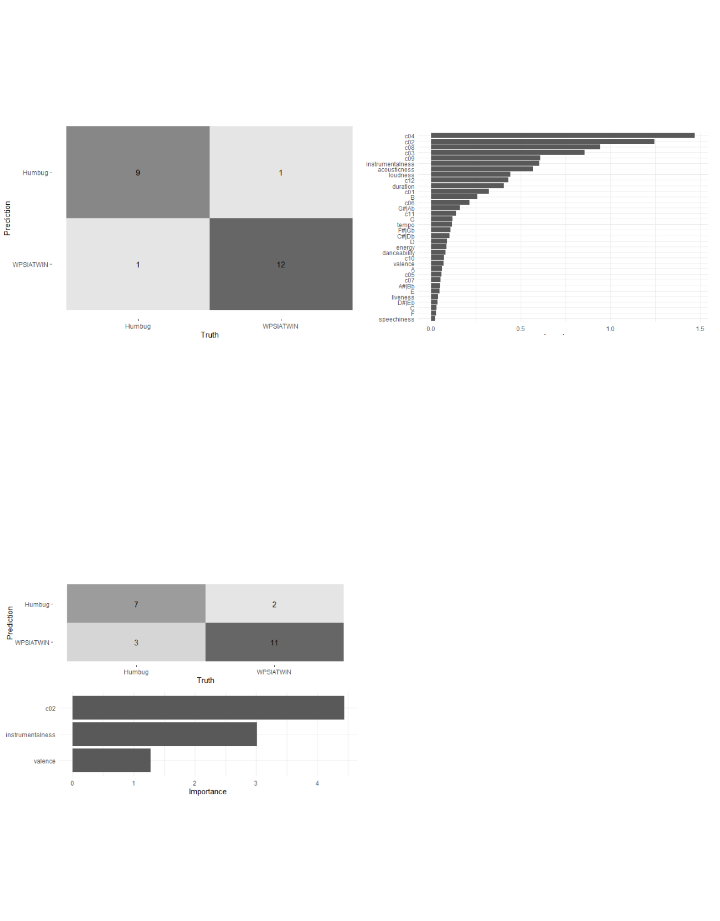 Prediction
Humbug
9
1
WPSIATWIN
1
12
Humbug
WPSIATWIN
Truth
c04
c02
c08
c03
c09
instrumentalness
acousticness
loudness
c12
duration
c01
B
c06
G#|Ab
c11
tempo
F#|Gb
C#|Db
D
energy
danceability
c10
valence
A
c05
c07
A#|Bb
E
liveness
D#|Eb
F
speechiness
0.0
0.5
1.0
1.5
Prediction
Humbug
7
2
WPSIATWIN
3
11
Humbug
WPSIATWIN
Truth
c02
instrumentalness
valence
0
1
2
3
4
Importance